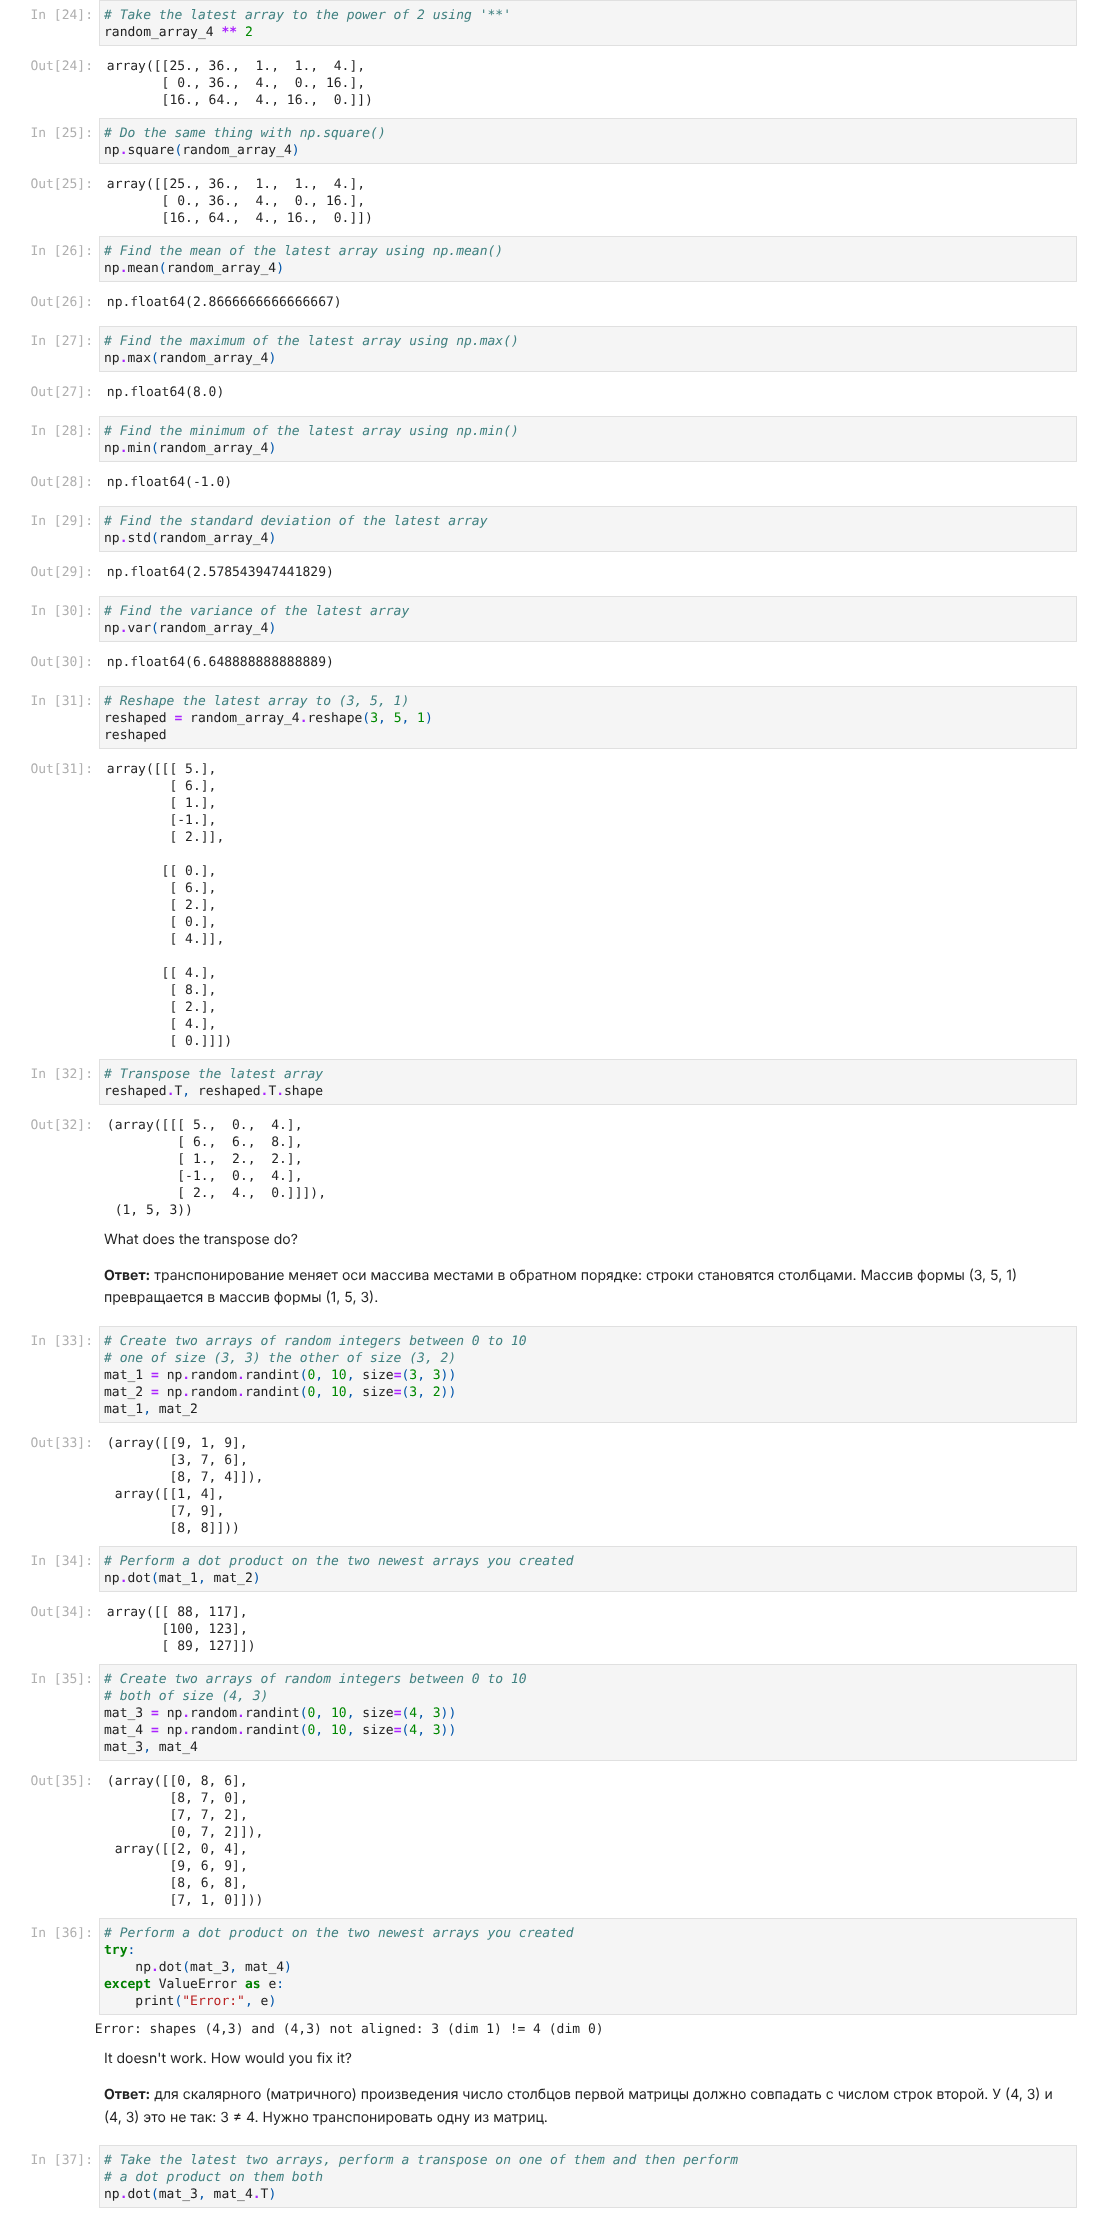 In [24]: # Take the latest array to the power of 2 using '**'
random_array_4 ** 2
Out[24]: array([[25., 36.,  1.,  1.,  4.],
       [ 0., 36.,  4.,  0., 16.],
       [16., 64.,  4., 16.,  0.]])
In [25]: # Do the same thing with np.square()
np.square(random_array_4)
Out[25]: array([[25., 36.,  1.,  1.,  4.],
       [ 0., 36.,  4.,  0., 16.],
       [16., 64.,  4., 16.,  0.]])
In [26]: # Find the mean of the latest array using np.mean()
np.mean(random_array_4)
Out[26]: np.float64(2.8666666666666667)
In [27]: # Find the maximum of the latest array using np.max()
np.max(random_array_4)
Out[27]: np.float64(8.0)
In [28]: # Find the minimum of the latest array using np.min()
np.min(random_array_4)
Out[28]: np.float64(-1.0)
In [29]: # Find the standard deviation of the latest array
np.std(random_array_4)
Out[29]: np.float64(2.578543947441829)
In [30]: # Find the variance of the latest array
np.var(random_array_4)
Out[30]: np.float64(6.648888888888889)
In [31]: # Reshape the latest array to (3, 5, 1)
reshaped = random_array_4.reshape(3, 5, 1)
reshaped
Out[31]: array([[[ 5.],
        [ 6.],
        [ 1.],
        [-1.],
        [ 2.]],
       [[ 0.],
        [ 6.],
        [ 2.],
        [ 0.],
        [ 4.]],
       [[ 4.],
        [ 8.],
        [ 2.],
        [ 4.],
        [ 0.]]])
In [32]: # Transpose the latest array
reshaped.T, reshaped.T.shape
Out[32]: (array([[[ 5.,  0.,  4.],
         [ 6.,  6.,  8.],
         [ 1.,  2.,  2.],
         [-1.,  0.,  4.],
         [ 2.,  4.,  0.]]]),
 (1, 5, 3))
What does the transpose do?
Ответ: транспонирование меняет оси массива местами в обратном порядке: строки становятся столбцами. Массив формы (3, 5, 1)
превращается в массив формы (1, 5, 3).
In [33]: # Create two arrays of random integers between 0 to 10
# one of size (3, 3) the other of size (3, 2)
mat_1 = np.random.randint(0, 10, size=(3, 3))
mat_2 = np.random.randint(0, 10, size=(3, 2))
mat_1, mat_2
Out[33]: (array([[9, 1, 9],
        [3, 7, 6],
        [8, 7, 4]]),
 array([[1, 4],
        [7, 9],
        [8, 8]]))
In [34]: # Perform a dot product on the two newest arrays you created
np.dot(mat_1, mat_2)
Out[34]: array([[ 88, 117],
       [100, 123],
       [ 89, 127]])
In [35]: # Create two arrays of random integers between 0 to 10
# both of size (4, 3)
mat_3 = np.random.randint(0, 10, size=(4, 3))
mat_4 = np.random.randint(0, 10, size=(4, 3))
mat_3, mat_4
Out[35]: (array([[0, 8, 6],
        [8, 7, 0],
        [7, 7, 2],
        [0, 7, 2]]),
 array([[2, 0, 4],
        [9, 6, 9],
        [8, 6, 8],
        [7, 1, 0]]))
In [36]: # Perform a dot product on the two newest arrays you created
try:
    np.dot(mat_3, mat_4)
except ValueError as e:
    print("Error:", e)
Error: shapes (4,3) and (4,3) not aligned: 3 (dim 1) != 4 (dim 0)
It doesn't work. How would you fix it?
Ответ: для скалярного (матричного) произведения число столбцов первой матрицы должно совпадать с числом строк второй. У (4, 3) и
(4, 3) это не так: 3 ≠ 4. Нужно транспонировать одну из матриц.
In [37]: # Take the latest two arrays, perform a transpose on one of them and then perform
# a dot product on them both
np.dot(mat_3, mat_4.T)